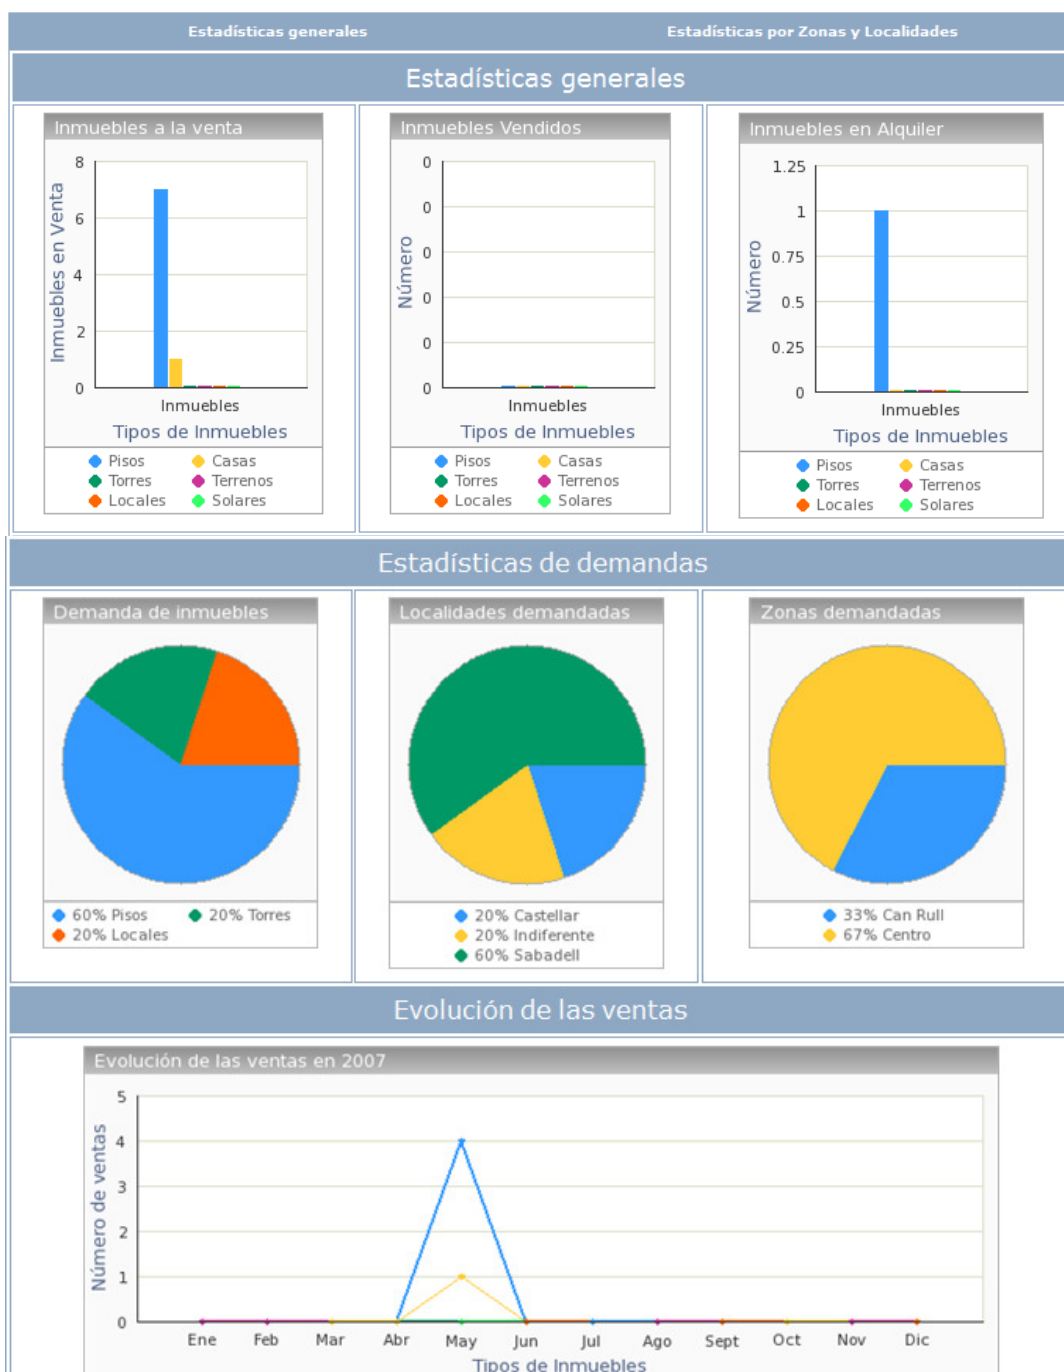 Estadísticas generales
Estadísticas por Zonas y Localidades
Estadísticas generales
Inmuebles a la venta
8
6
4
2
0
Inmuebles en Venta
Inmuebles
Tipos de Inmuebles
Pisos Casas
Torres Terrenos
Locales Solares
Inmuebles Vendidos
0
0
0
0
0
0
Número
Inmuebles
Tipos de Inmuebles
Pisos Casas
Torres Terrenos
Locales Solares
Inmuebles en Alquiler
1.25
1
0.75
0.5
0.25
0
Número
Inmuebles
Tipos de Inmuebles
Pisos Casas
Torres Terrenos
Locales Solares
Estadísticas de demandas
Demanda de inmuebles
60% Pisos 20% Torres
20% Locales
Localidades demandadas
20% Castellar
20% Indiferente
60% Sabadell
Zonas demandadas
33% Can Rull
67% Centro
Evolución de las ventas
Evolución de las ventas en 2007
5
4
3
2
1
0
Número de ventas
Ene Feb Mar Abr May Jun Jul Ago Sept Oct Nov Dic
Tipos de Inmuebles